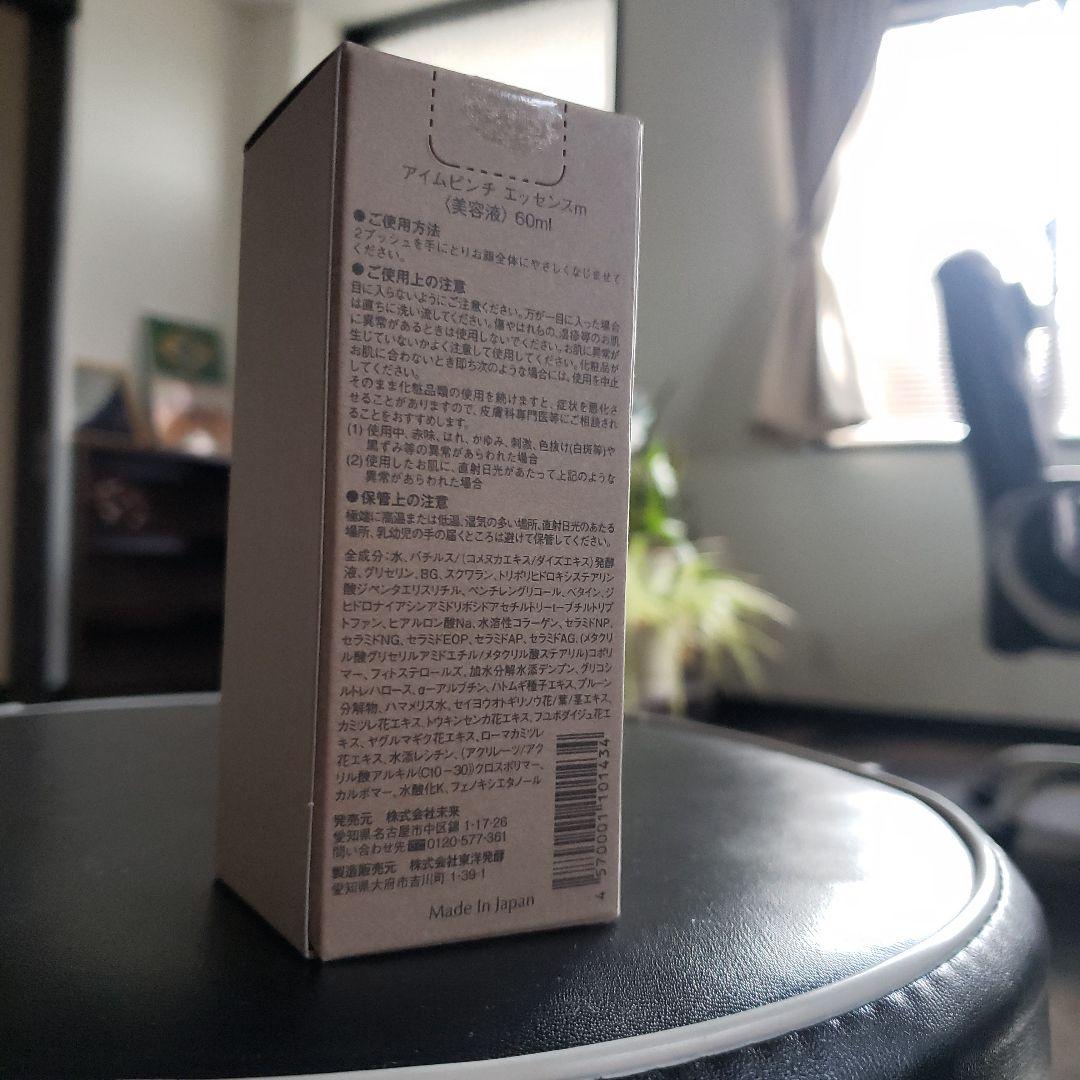 アイムピンチ エッセンスm
〈美容液〉 60ml
●ご使用方法
2プッシュを手にとりお顔全体にやさしくなじませて
ください。
●ご使用上の注意
目に入らないようにご注意ください。万が一目に入った場合
は直ちに洗い流してください。傷やはれもの、湿疹等のお肌
に異常があるときは使用しないでください。お肌に異常が
生じていないかよく注意して使用してください。化粧品が
お肌に合わないとき即ち次のような場合には、使用を中止
してください。
そのまま化粧品類の使用を続けますと、症状を悪化さ
せることがありますので、皮膚科専門医等にご相談され
ることをおすすめします。
(1) 使用中、赤味、はれ、かゆみ、刺激、色抜け(白斑等)や
黒ずみ等の異常があらわれた場合
(2) 使用したお肌に、直射日光があたって上記のような
異常があらわれた場合
●保管上の注意
極端に高温または低温、湿気の多い場所、直射日光のあたる
場所、乳幼児の手の届くところは避けて保管してください。
全成分：水、バチルス/(コメヌカエキス/ダイズエキス)発酵
液、グリセリン、BG、スクワラン、トリポリヒドロキシステアリン
酸ジペンタエリスリチル、ペンチレングリコール、ベタイン、ジ
ヒドロナイアシンアミドリボシドアセチルトリーtーブチルトリプ
トファン、ヒアルロン酸Na、水溶性コラーゲン、セラミドNP、
セラミドNG、セラミドEOP、セラミドAP、セラミドAG、(メタクリ
ル酸グリセリルアミドエチル/メタクリル酸ステアリル)コポリ
マー、フィトステロールズ、加水分解水添デンプン、グリコシ
ルトレハロース、α－アルブチン、ハトムギ種子エキス、プルーン
分解物、ハマメリス水、セイヨウオトギリソウ花/葉/茎エキス、
カミツレ花エキス、トウキンセンカ花エキス、フユボダイジュ花エ
キス、ヤグルマギク花エキス、ローマカミツレ
花エキス、水添レシチン、(アクリレーツ/アク
リル酸アルキル(C10－30))クロスポリマー、
カルボマー、水酸化K、フェノキシエタノール
発売元 株式会社未来
愛知県名古屋市中区錦 1-17-26
問い合わせ先 0120-577-361
製造販売元 株式会社東洋発酵
愛知県大府市吉川町 1-39-1
Made In Japan
4 570001 101434